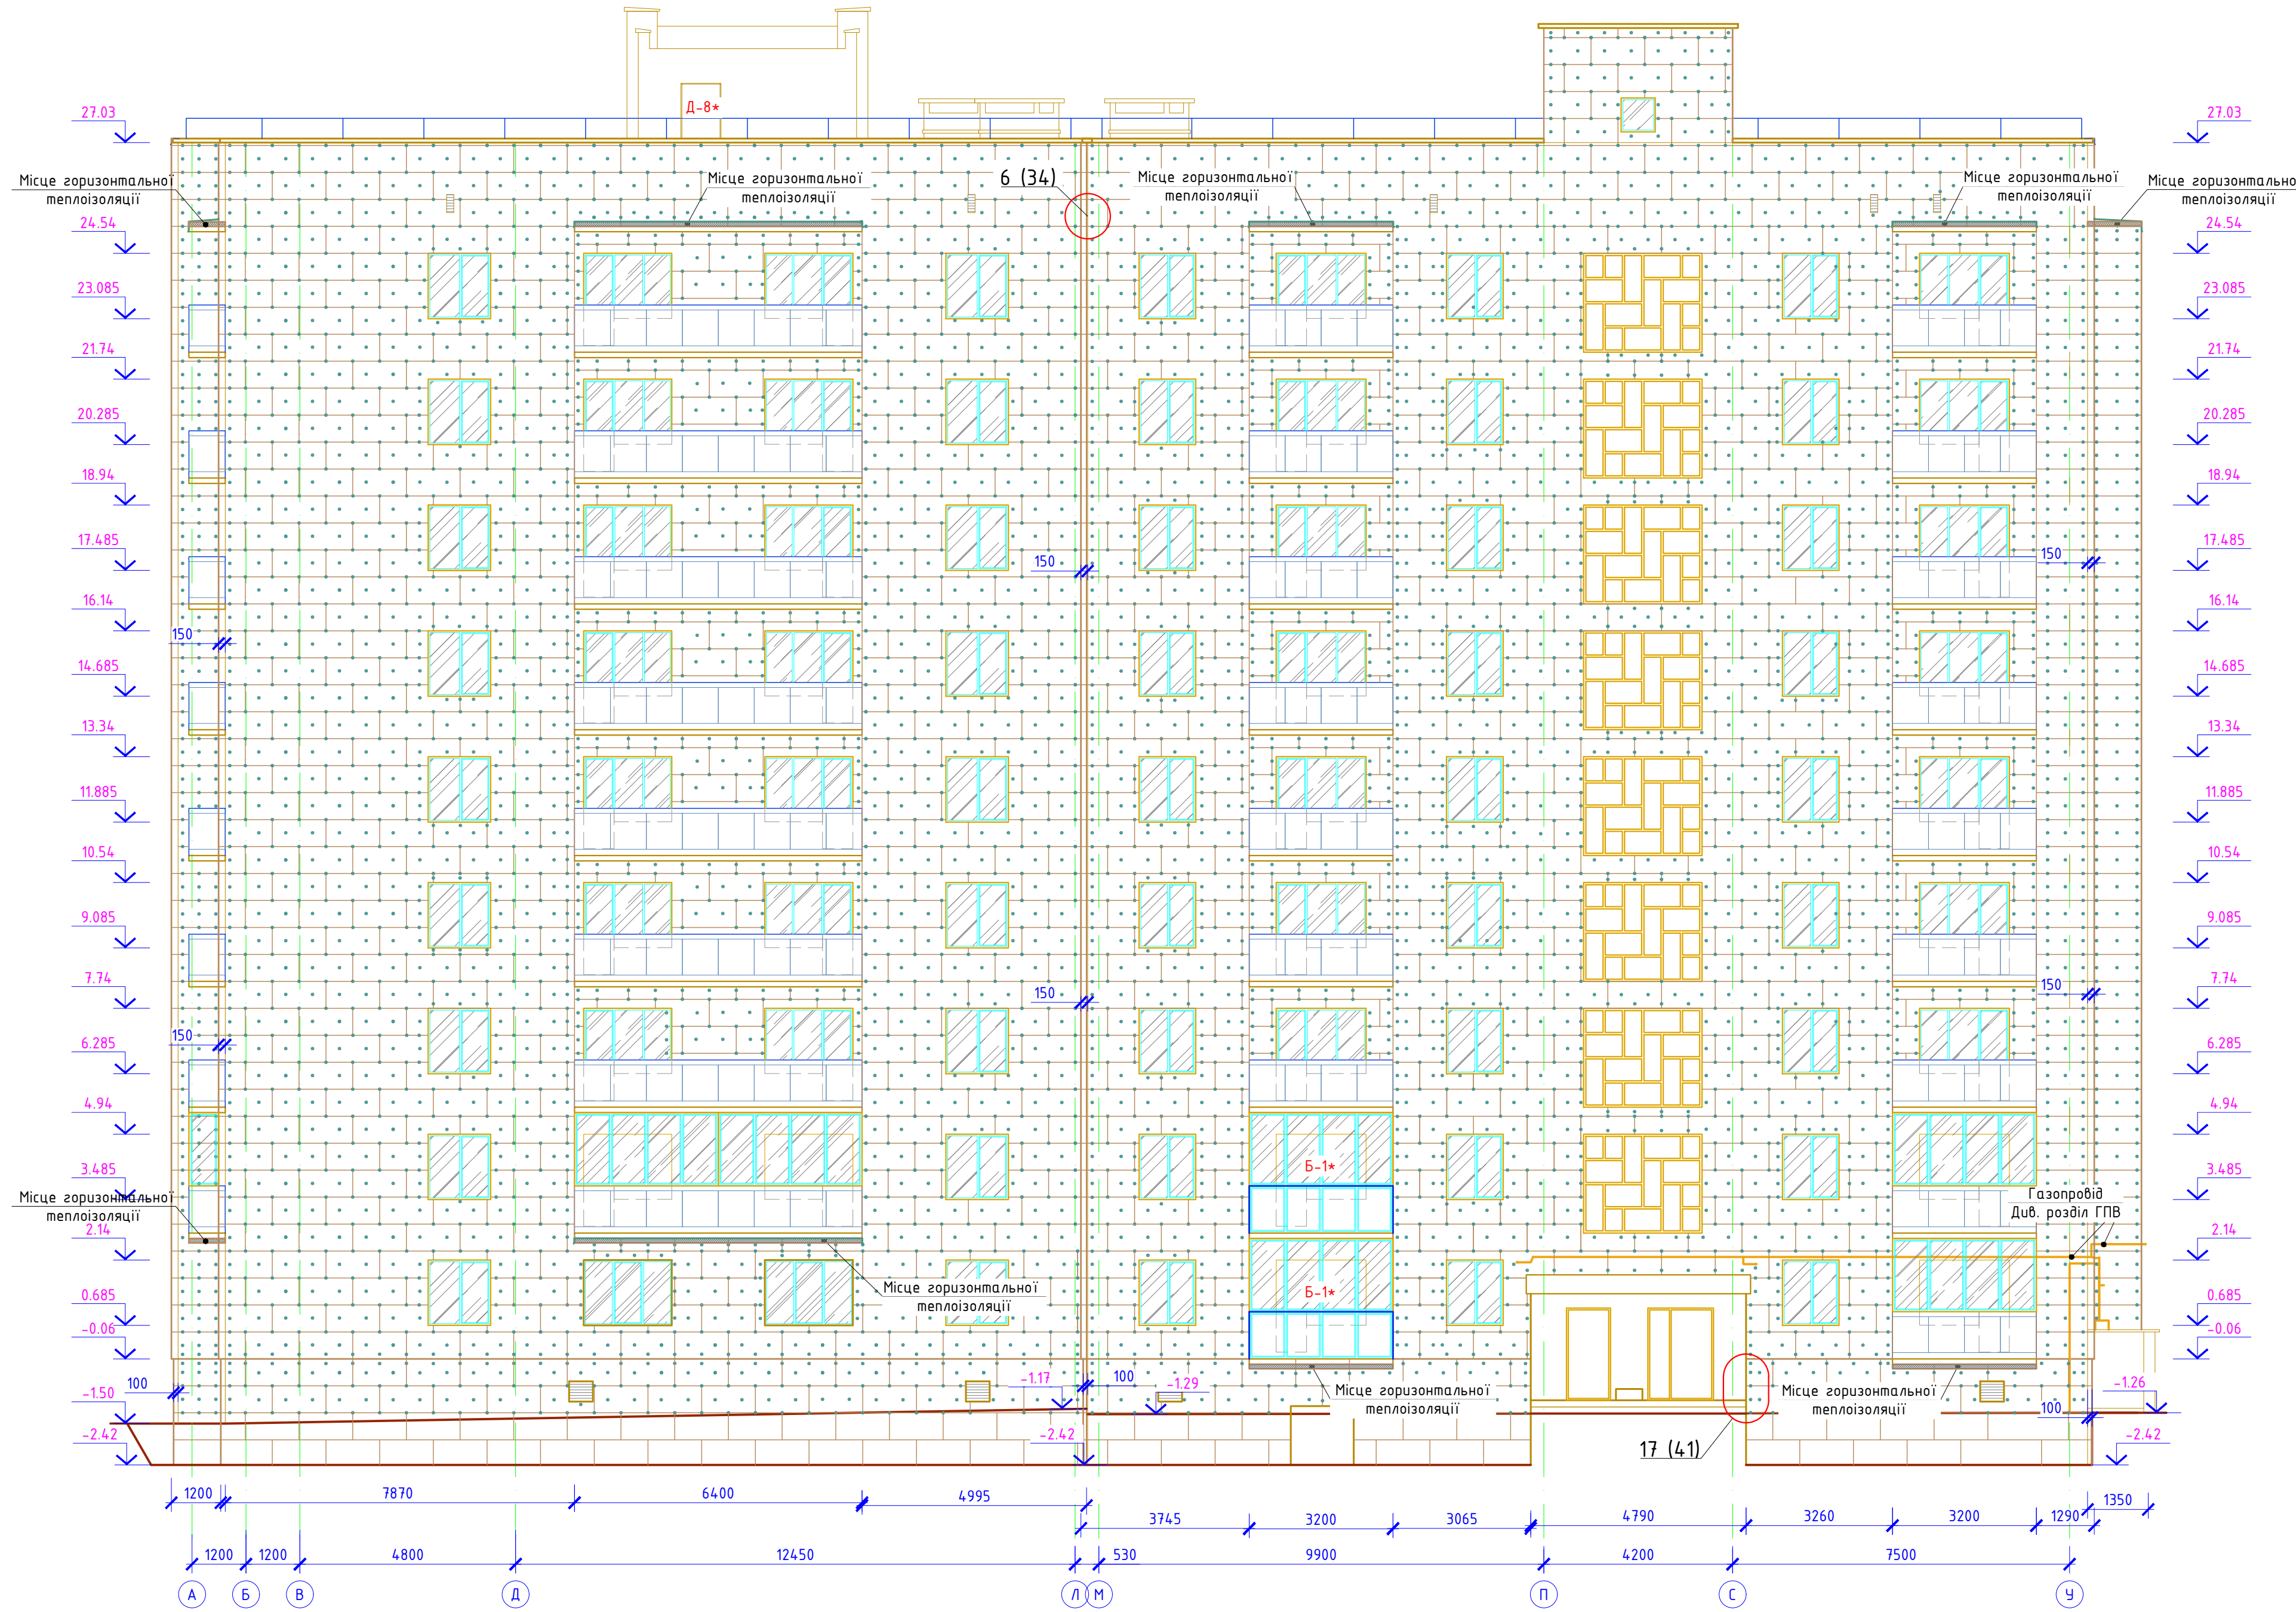 Д-8*
27.03
27.03
Місце горизонтальної
теплоізоляції
Місце горизонтальної
теплоізоляції
6 (34)
Місце горизонтальної
теплоізоляції
Місце горизонтальної
теплоізоляції
Місце горизонтально
теплоізоляції
24.54
24.54
23.085
23.085
21.74
21.74
20.285
20.285
18.94
18.94
17.485
150
150
17.485
16.14
16.14
150
14.685
14.685
13.34
13.34
11.885
11.885
10.54
10.54
9.085
9.085
7.74
150
150
7.74
150
6.285
6.285
4.94
4.94
3.485
Б-1*
3.485
Місце горизонтальної
теплоізоляції
Газопровід
Див. розділ ГПВ
2.14
2.14
Місце горизонтальної
теплоізоляції
Б-1*
0.685
0.685
-0.06
-0.06
100
-1.50
-1.17
100
-1.29
Місце горизонтальної
теплоізоляції
Місце горизонтальної
теплоізоляції
-1.26
100
-2.42
-2.42
17 (41)
-2.42
1200
7870
6400
4995
3745
3200
3065
4790
3260
3200
1290
1350
1200
1200
4800
12450
530
9900
4200
7500
А
Б
В
Д
Л
М
П
С
У